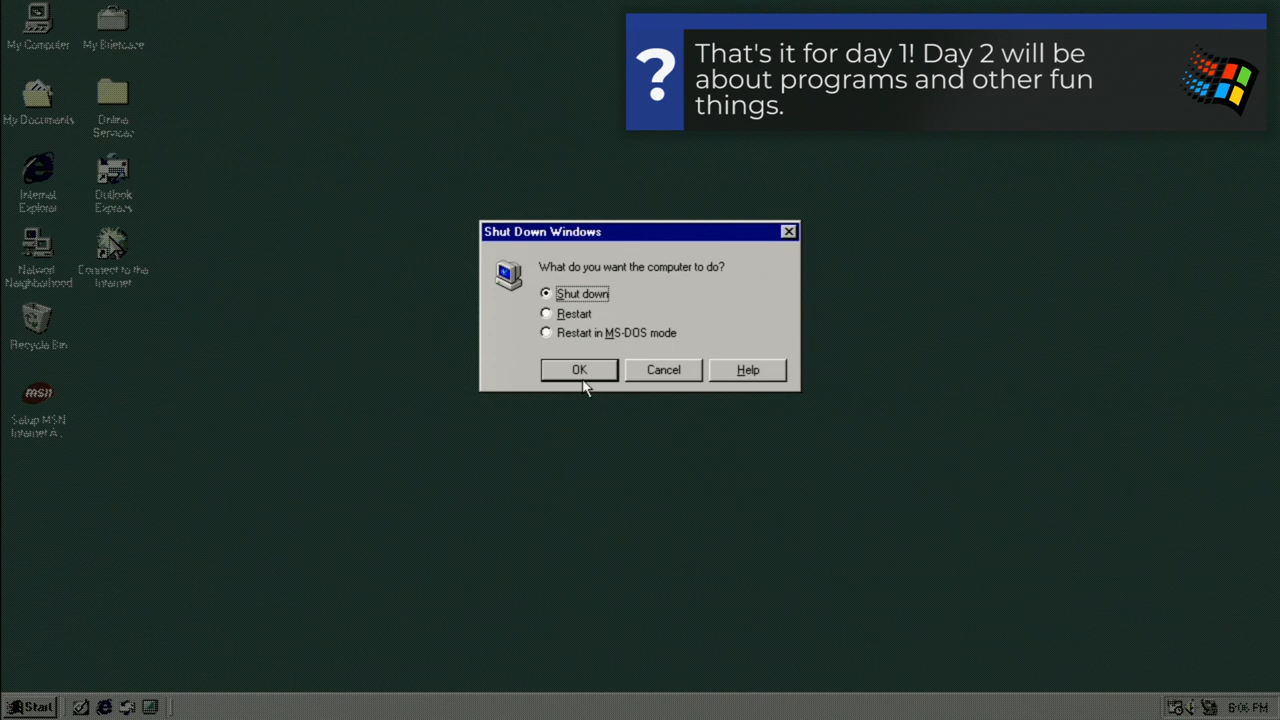 My Computer
My Briefcase
That's it for day 1! Day 2 will be
about programs and other fun
things.
?
My Documents
Online
Services
Internet
Explorer
Outlook
Express
Network
Neighborhood
Connect to the
Internet
Recycle Bin
msn
Setup MSN
Internet A...
Shut Down Windows
What do you want the computer to do?
Shut down
Restart
Restart in MS-DOS mode
OK
Cancel
Help
Start
6:06 PM